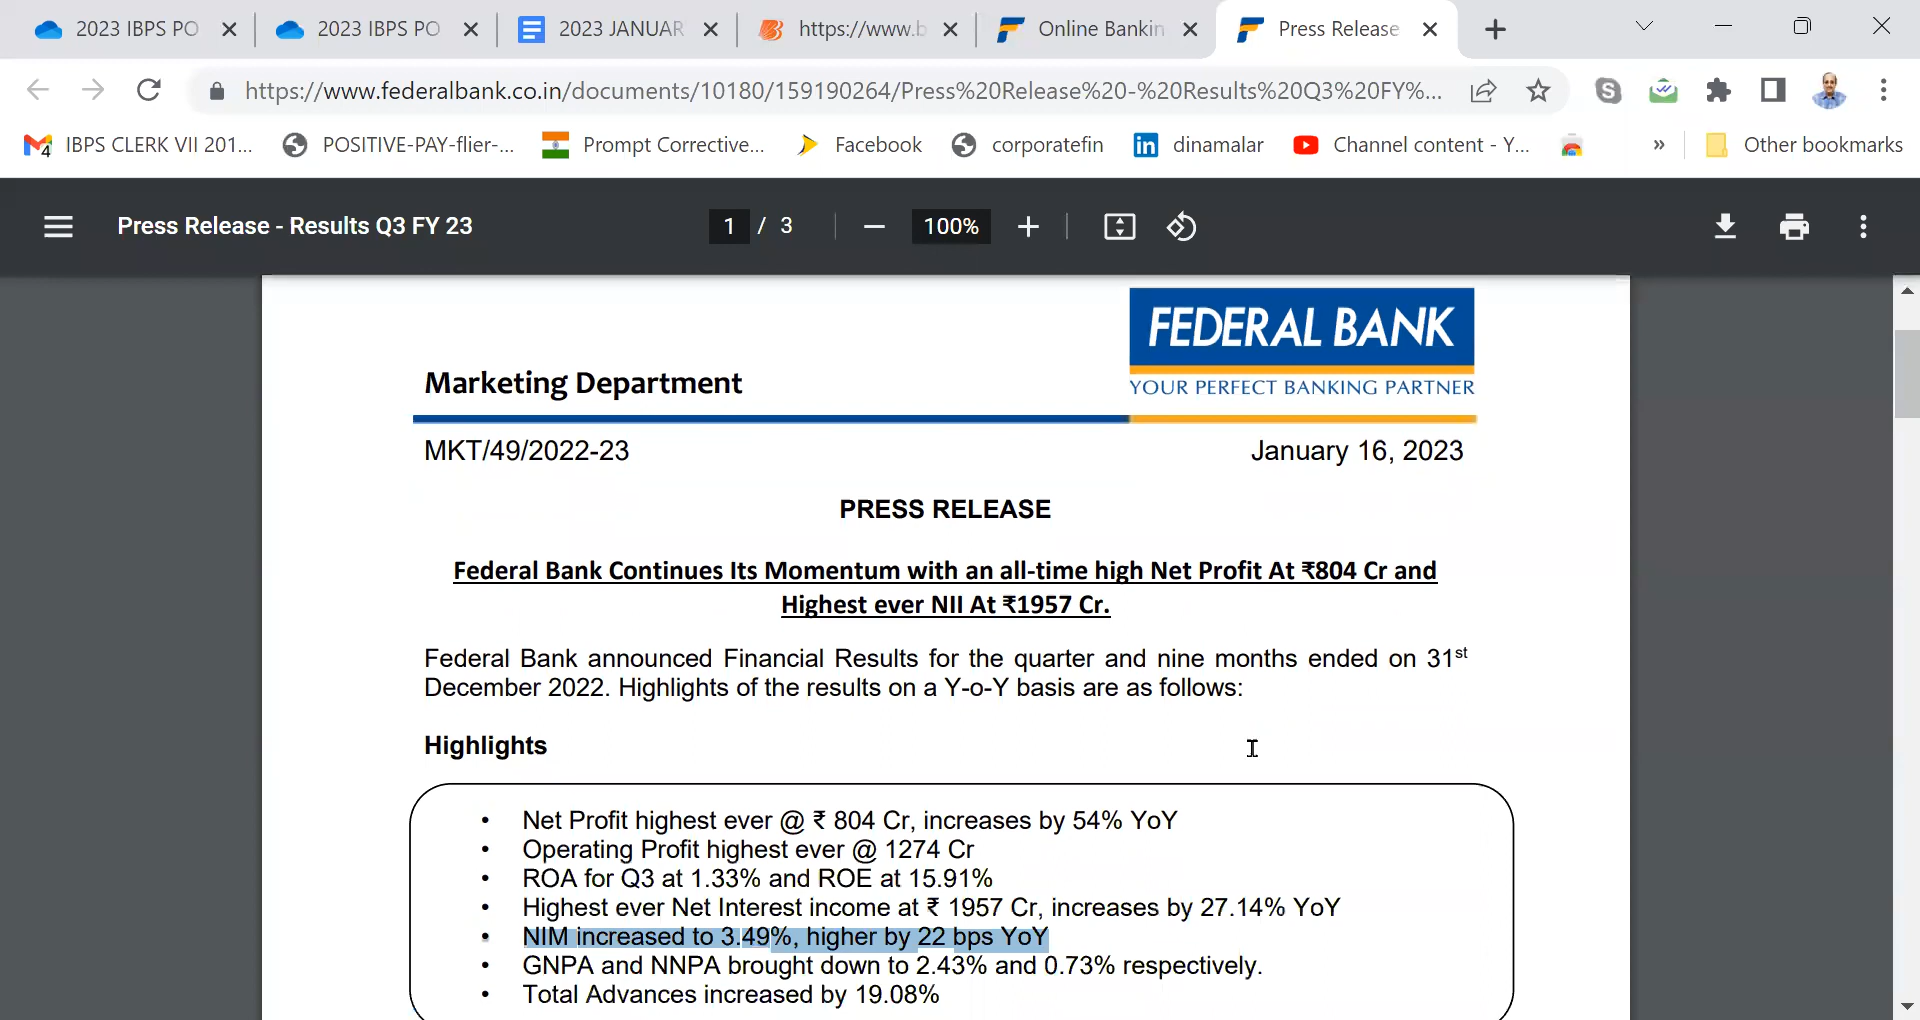 2023 IBPS PO
2023 IBPS PO
2023 JANUAR
https://www.b
Online Bankin
Press Release
https://www.federalbank.co.in/documents/10180/159190264/Press%20Release%20-%20Results%20Q3%20FY%...
IBPS CLERK VII 201...
POSITIVE-PAY-flier-...
Prompt Corrective...
Facebook
corporatefin
dinamalar
Channel content - Y...
»
Other bookmarks
Press Release - Results Q3 FY 23
1 / 3
100%
FEDERAL BANK
YOUR PERFECT BANKING PARTNER
Marketing Department
MKT/49/2022-23
January 16, 2023
PRESS RELEASE
Federal Bank Continues Its Momentum with an all-time high Net Profit At ₹804 Cr and
Highest ever NII At ₹1957 Cr.
Federal Bank announced Financial Results for the quarter and nine months ended on 31st
December 2022. Highlights of the results on a Y-o-Y basis are as follows:
Highlights
• Net Profit highest ever @ ₹ 804 Cr, increases by 54% YoY
• Operating Profit highest ever @ 1274 Cr
• ROA for Q3 at 1.33% and ROE at 15.91%
• Highest ever Net Interest income at ₹ 1957 Cr, increases by 27.14% YoY
• NIM increased to 3.49%, higher by 22 bps YoY
• GNPA and NNPA brought down to 2.43% and 0.73% respectively.
• Total Advances increased by 19.08%